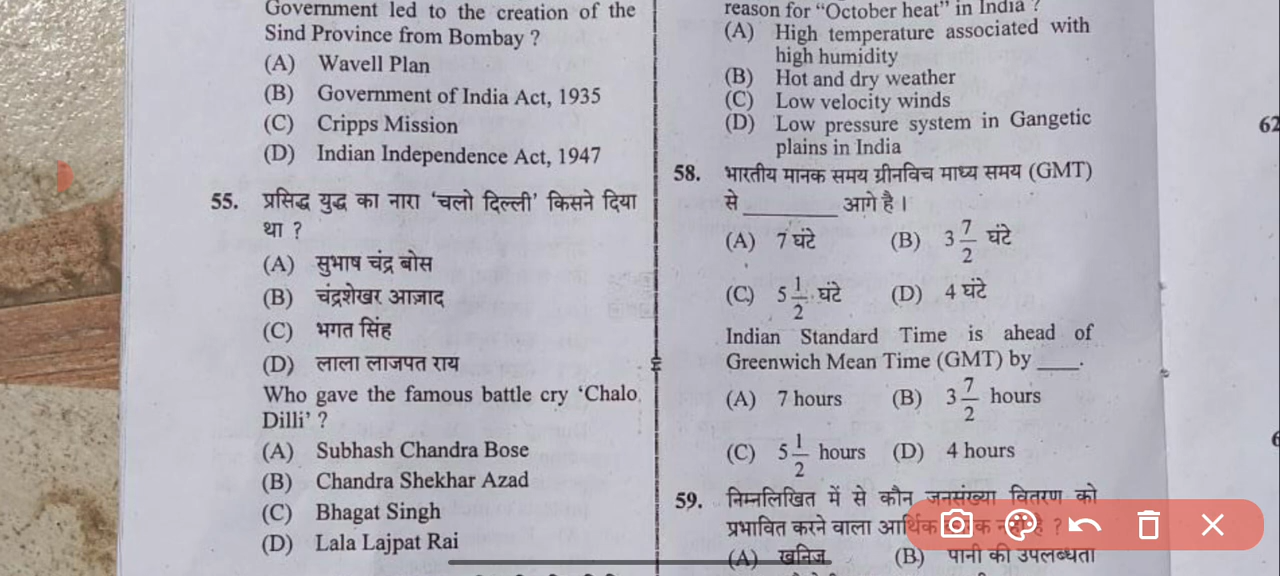 Government led to the creation of the
Sind Province from Bombay ?
(A) Wavell Plan
(B) Government of India Act, 1935
(C) Cripps Mission
(D) Indian Independence Act, 1947
55. प्रसिद्ध युद्ध का नारा ‘चलो दिल्ली’ किसने दिया
था ?
(A) सुभाष चंद्र बोस
(B) चंद्रशेखर आज़ाद
(C) भगत सिंह
(D) लाला लाजपत राय
Who gave the famous battle cry ‘Chalo
Dilli’ ?
(A) Subhash Chandra Bose
(B) Chandra Shekhar Azad
(C) Bhagat Singh
(D) Lala Lajpat Rai
reason for “October heat” in India ?
(A) High temperature associated with
high humidity
(B) Hot and dry weather
(C) Low velocity winds
(D) Low pressure system in Gangetic
plains in India
58. भारतीय मानक समय ग्रीनविच माध्य समय (GMT)
से ________ आगे है ।
(A) 7 घंटे (B) 3 7/2 घंटे
(C) 5 1/2 घंटे (D) 4 घंटे
Indian Standard Time is ahead of
Greenwich Mean Time (GMT) by ____.
(A) 7 hours (B) 3 7/2 hours
(C) 5 1/2 hours (D) 4 hours
59. निम्नलिखित में से कौन जनसंख्या वितरण को
प्रभावित करने वाला आर्थिक है ?
(A) खनिज (B) पानी की उपलब्धता
62